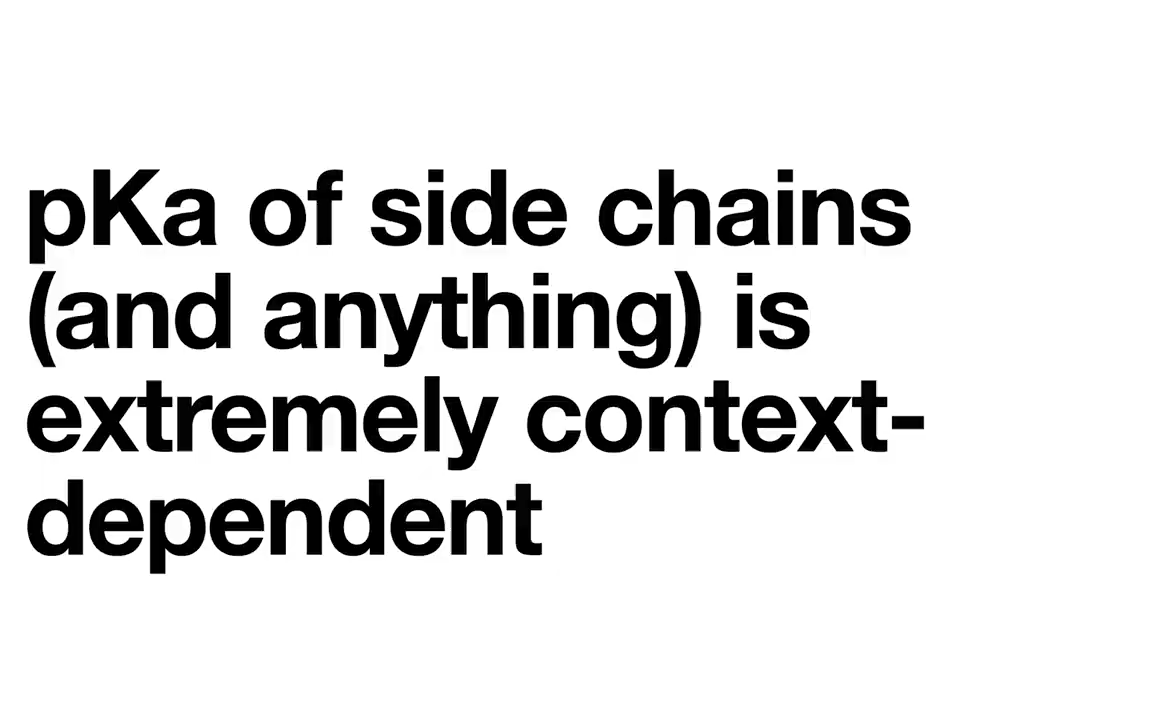 pKa of side chains
(and anything) is
extremely context-
dependent